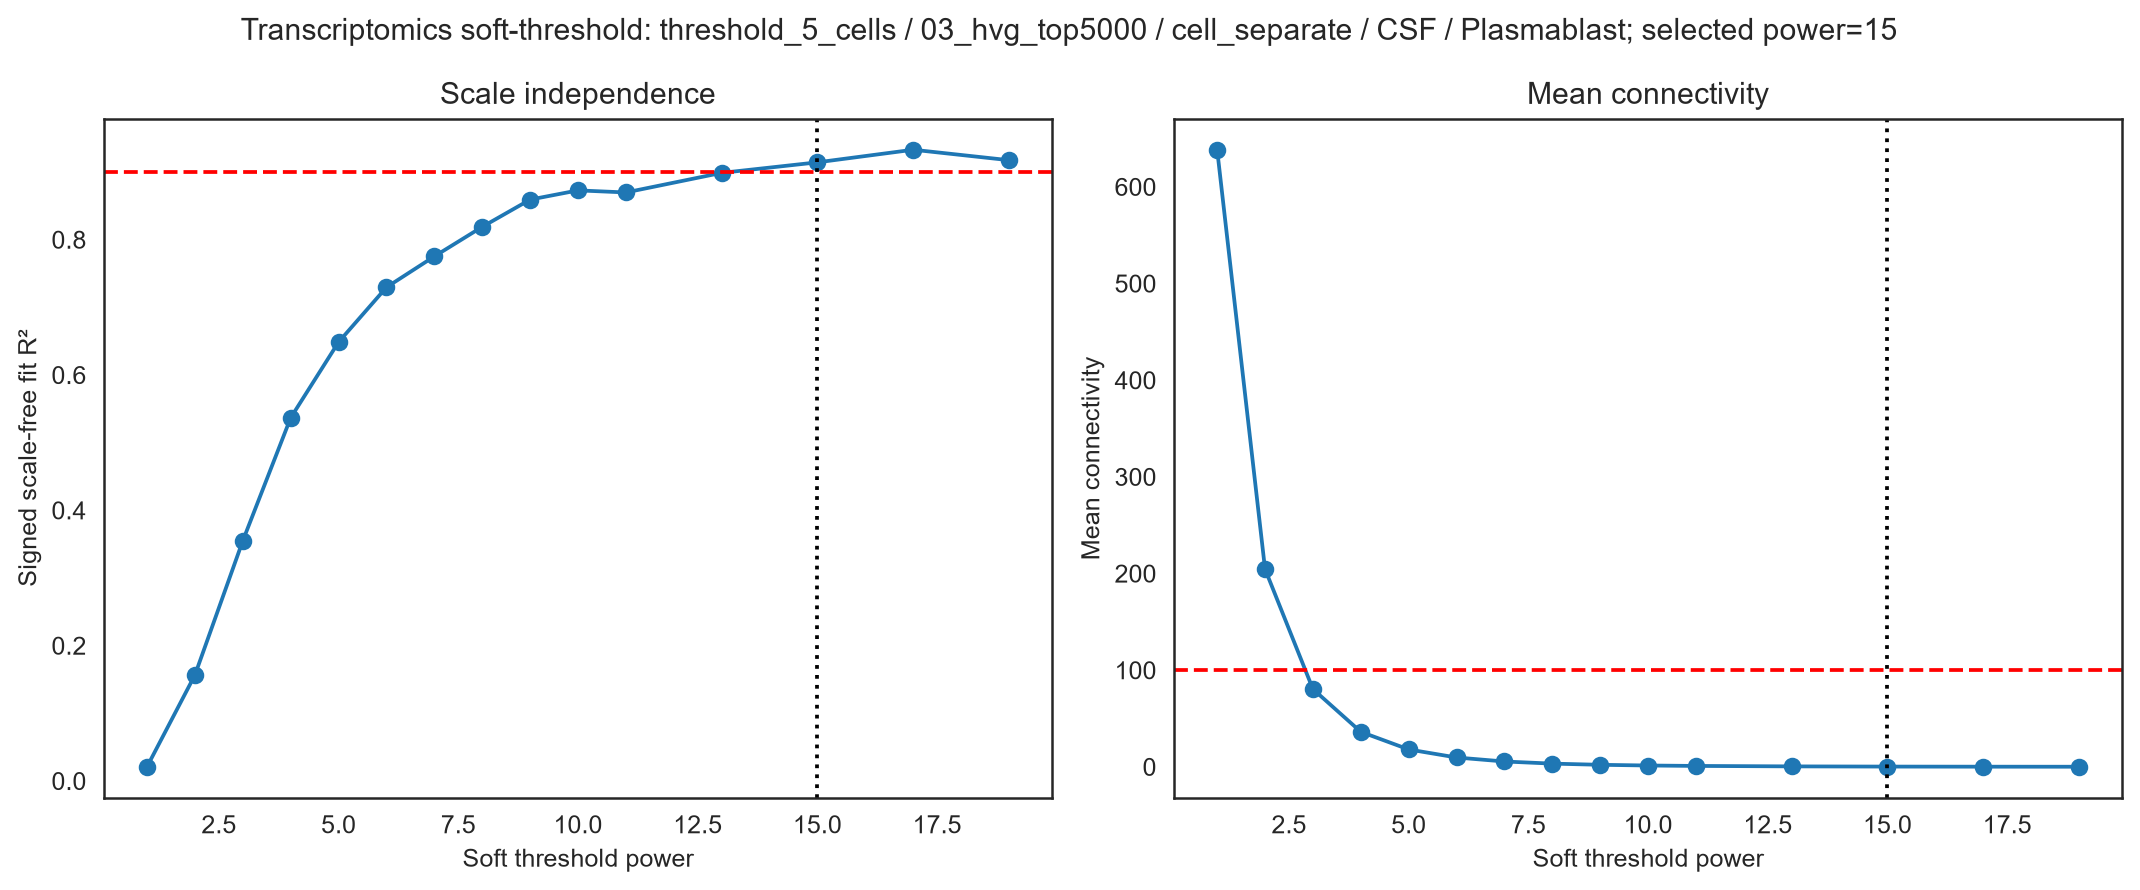 Transcriptomics soft-threshold: threshold_5_cells / 03_hvg_top5000 / cell_separate / CSF / Plasmablast; selected power=15
Scale independence
Signed scale-free fit R²
0.8
0.6
0.4
0.2
0.0
2.5 5.0 7.5 10.0 12.5 15.0 17.5
Soft threshold power
Mean connectivity
Mean connectivity
600
500
400
300
200
100
0
2.5 5.0 7.5 10.0 12.5 15.0 17.5
Soft threshold power